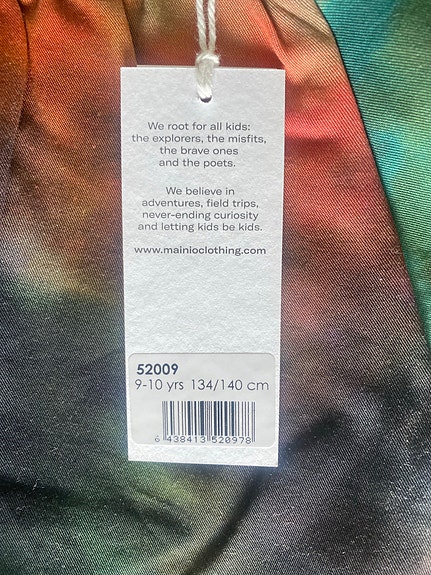 We root for all kids:
the explorers, the misfits,
the brave ones
and the poets.
We believe in
adventures, field trips,
never-ending curiosity
and letting kids be kids.
www.mainioclothing.com
52009
9-10 yrs 134/140 cm
6 438413 520978